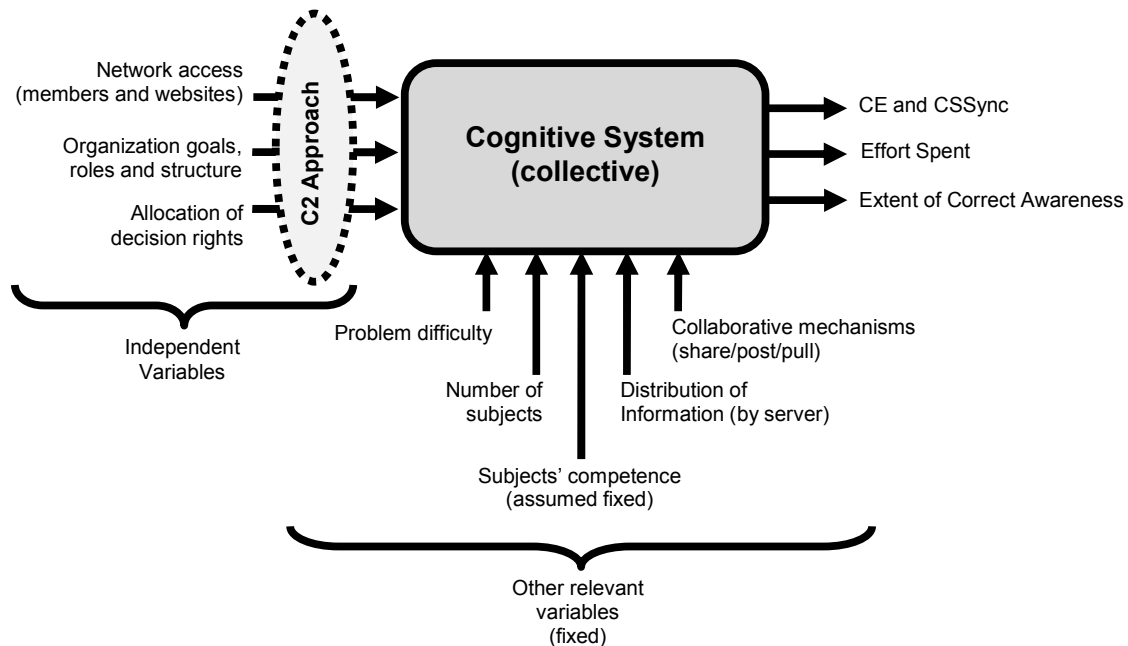 Network access
(members and websites)
Organization goals,
roles and structure
Allocation of
decision rights
C2 Approach
Cognitive System
(collective)
CE and CSSync
Effort Spent
Extent of Correct Awareness
Independent
Variables
Problem difficulty
Number of
subjects
Subjects’ competence
(assumed fixed)
Distribution of
Information (by server)
Collaborative mechanisms
(share/post/pull)
Other relevant
variables
(fixed)